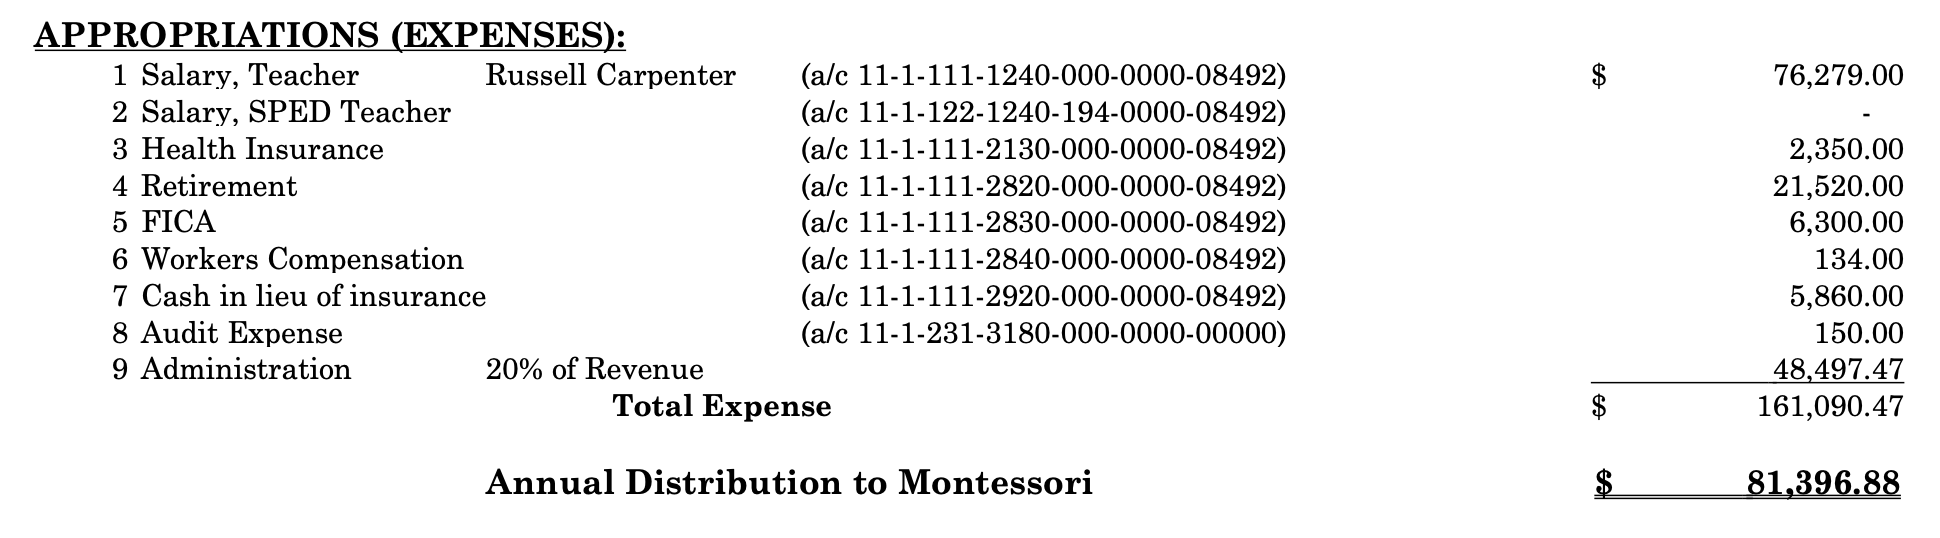 APPROPRIATIONS (EXPENSES):
1 Salary, Teacher Russell Carpenter (a/c 11-1-111-1240-000-0000-08492) $ 76,279.00
2 Salary, SPED Teacher (a/c 11-1-122-1240-194-0000-08492) -
3 Health Insurance (a/c 11-1-111-2130-000-0000-08492) 2,350.00
4 Retirement (a/c 11-1-111-2820-000-0000-08492) 21,520.00
5 FICA (a/c 11-1-111-2830-000-0000-08492) 6,300.00
6 Workers Compensation (a/c 11-1-111-2840-000-0000-08492) 134.00
7 Cash in lieu of insurance (a/c 11-1-111-2920-000-0000-08492) 5,860.00
8 Audit Expense (a/c 11-1-231-3180-000-0000-00000) 150.00
9 Administration 20% of Revenue 48,497.47
Total Expense $ 161,090.47
Annual Distribution to Montessori $ 81,396.88